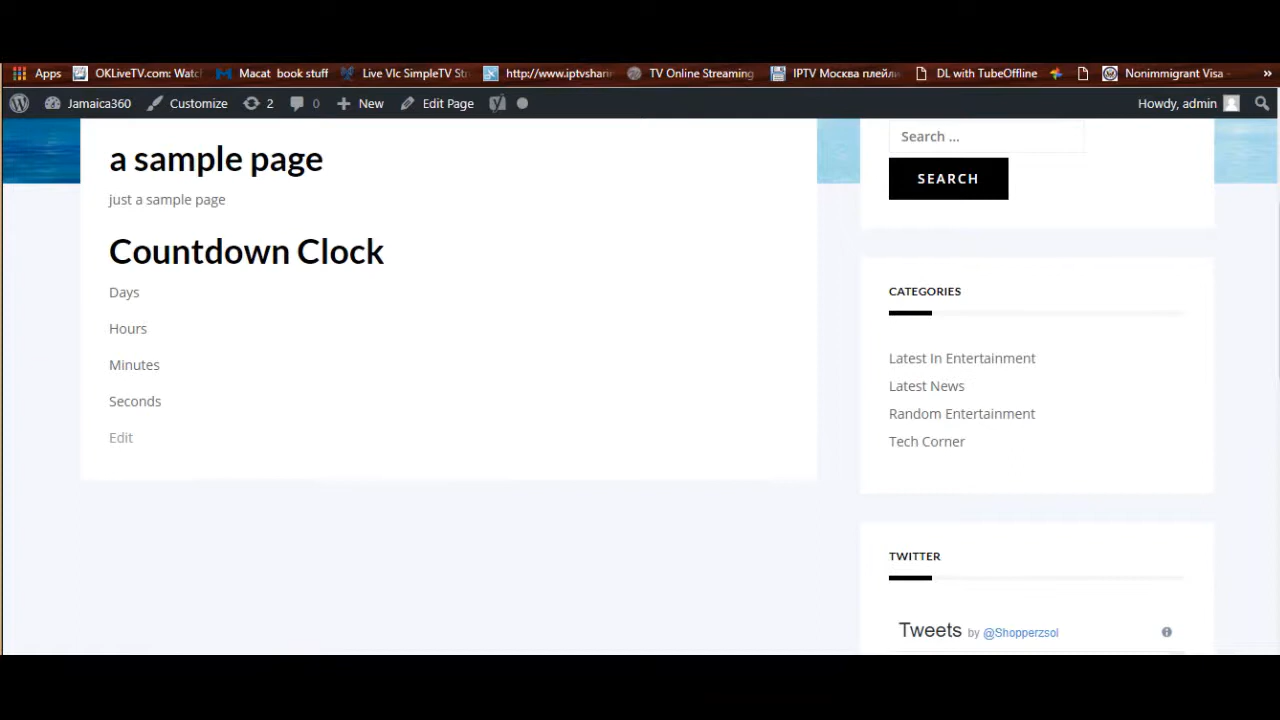 Apps OKLiveTV.com: Watch Macat book stuff Live Vlc SimpleTV St http://www.iptvsharin TV Online Streaming IPTV Москва плейли DL with TubeOffline Nonimmigrant Visa - »
Jamaica360 Customize 2 0 New Edit Page Howdy, admin
a sample page
just a sample page
Countdown Clock
Days
Hours
Minutes
Seconds
Edit
Search ...
SEARCH
CATEGORIES
Latest In Entertainment
Latest News
Random Entertainment
Tech Corner
TWITTER
Tweets by @Shopperzsol